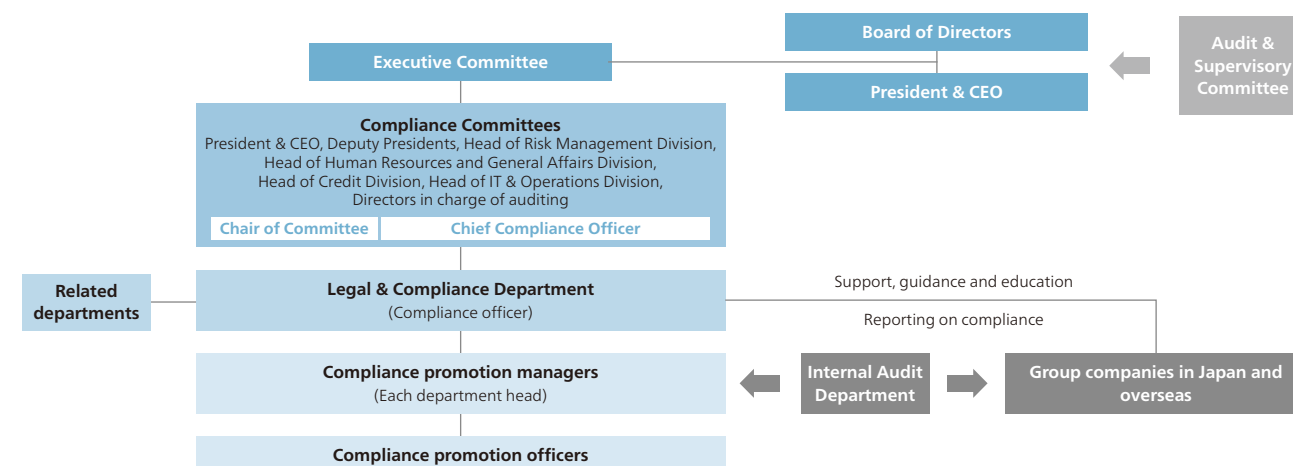 Board of Directors
Executive Committee
President & CEO
Audit &
Supervisory
Committee
Compliance Committees
President & CEO, Deputy Presidents, Head of Risk Management Division,
Head of Human Resources and General Affairs Division,
Head of Credit Division, Head of IT & Operations Division,
Directors in charge of auditing
Chair of Committee
Chief Compliance Officer
Related
departments
Legal & Compliance Department
(Compliance officer)
Support, guidance and education
Reporting on compliance
Compliance promotion managers
(Each department head)
Internal Audit
Department
Group companies in Japan and
overseas
Compliance promotion officers